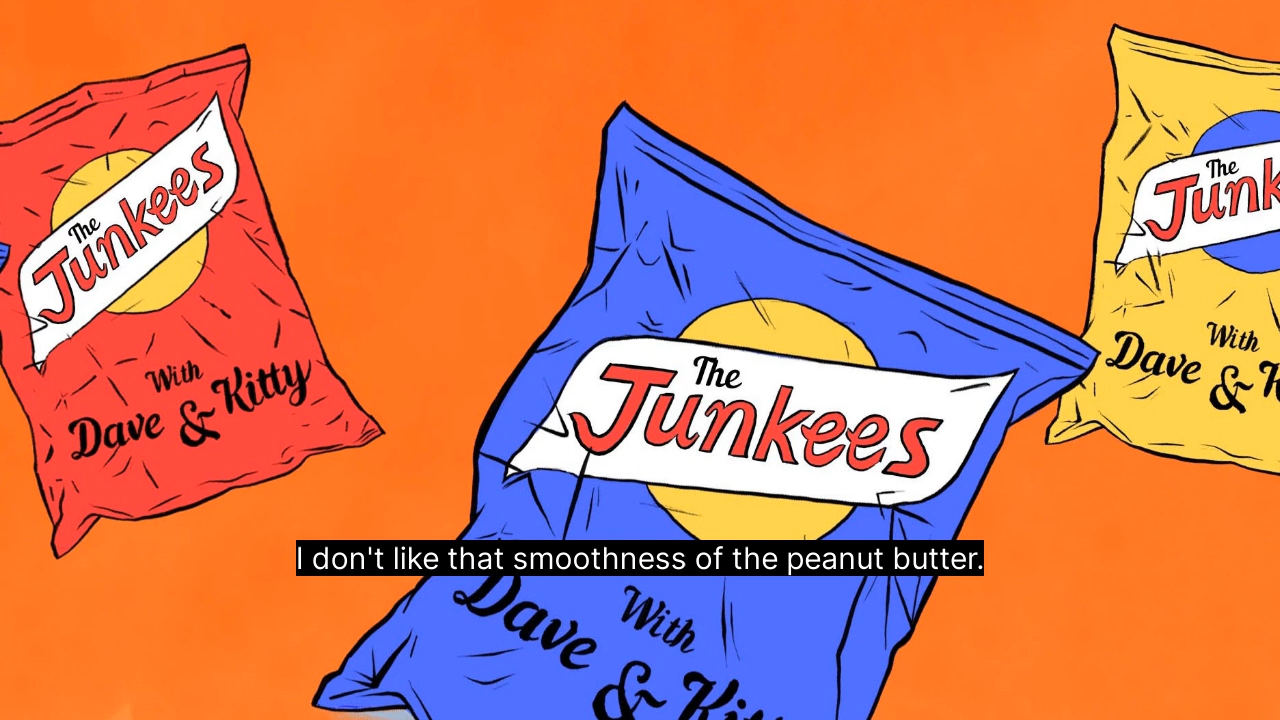 The
Junkees
With
Dave & Kitty
The
Junkees
With
Dave &
The
With
Dave &
I don't like that smoothness of the peanut butter.